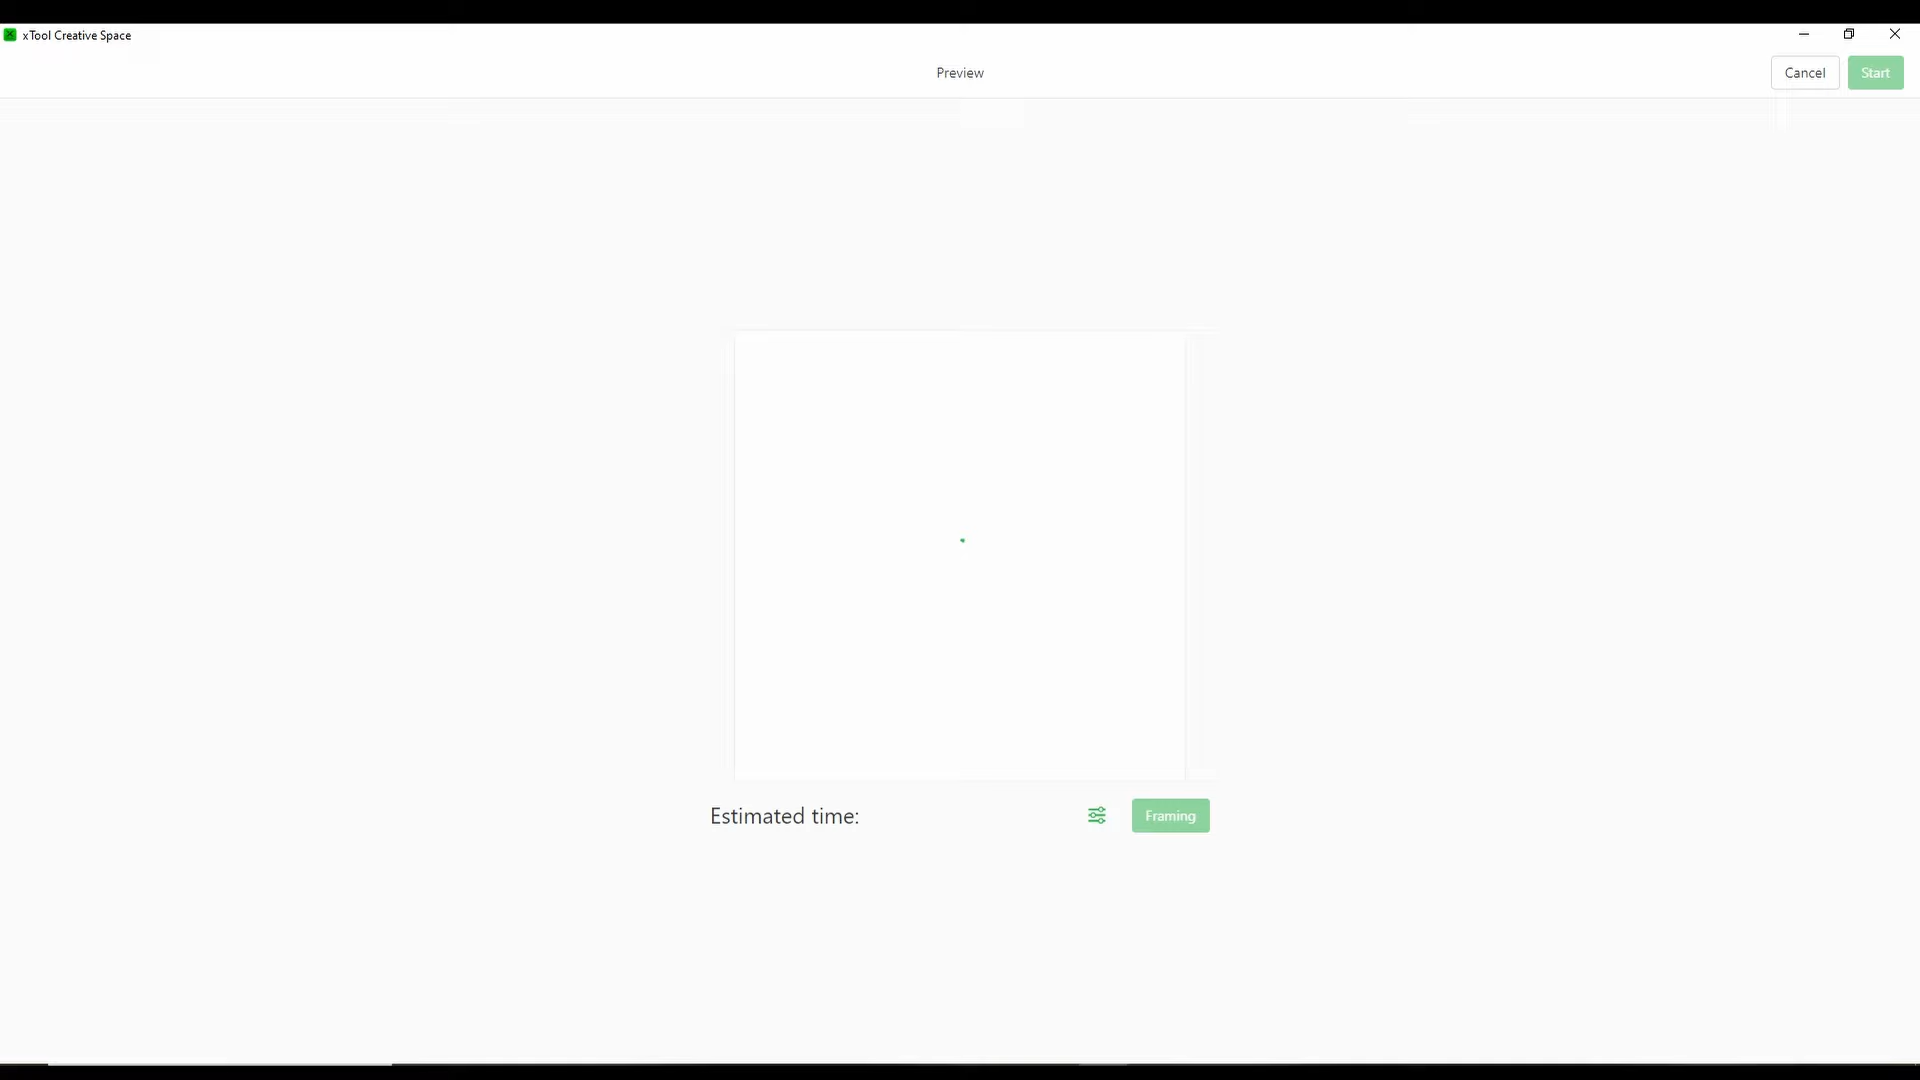 xTool Creative Space
Preview
Cancel
Start
Estimated time:
Framing